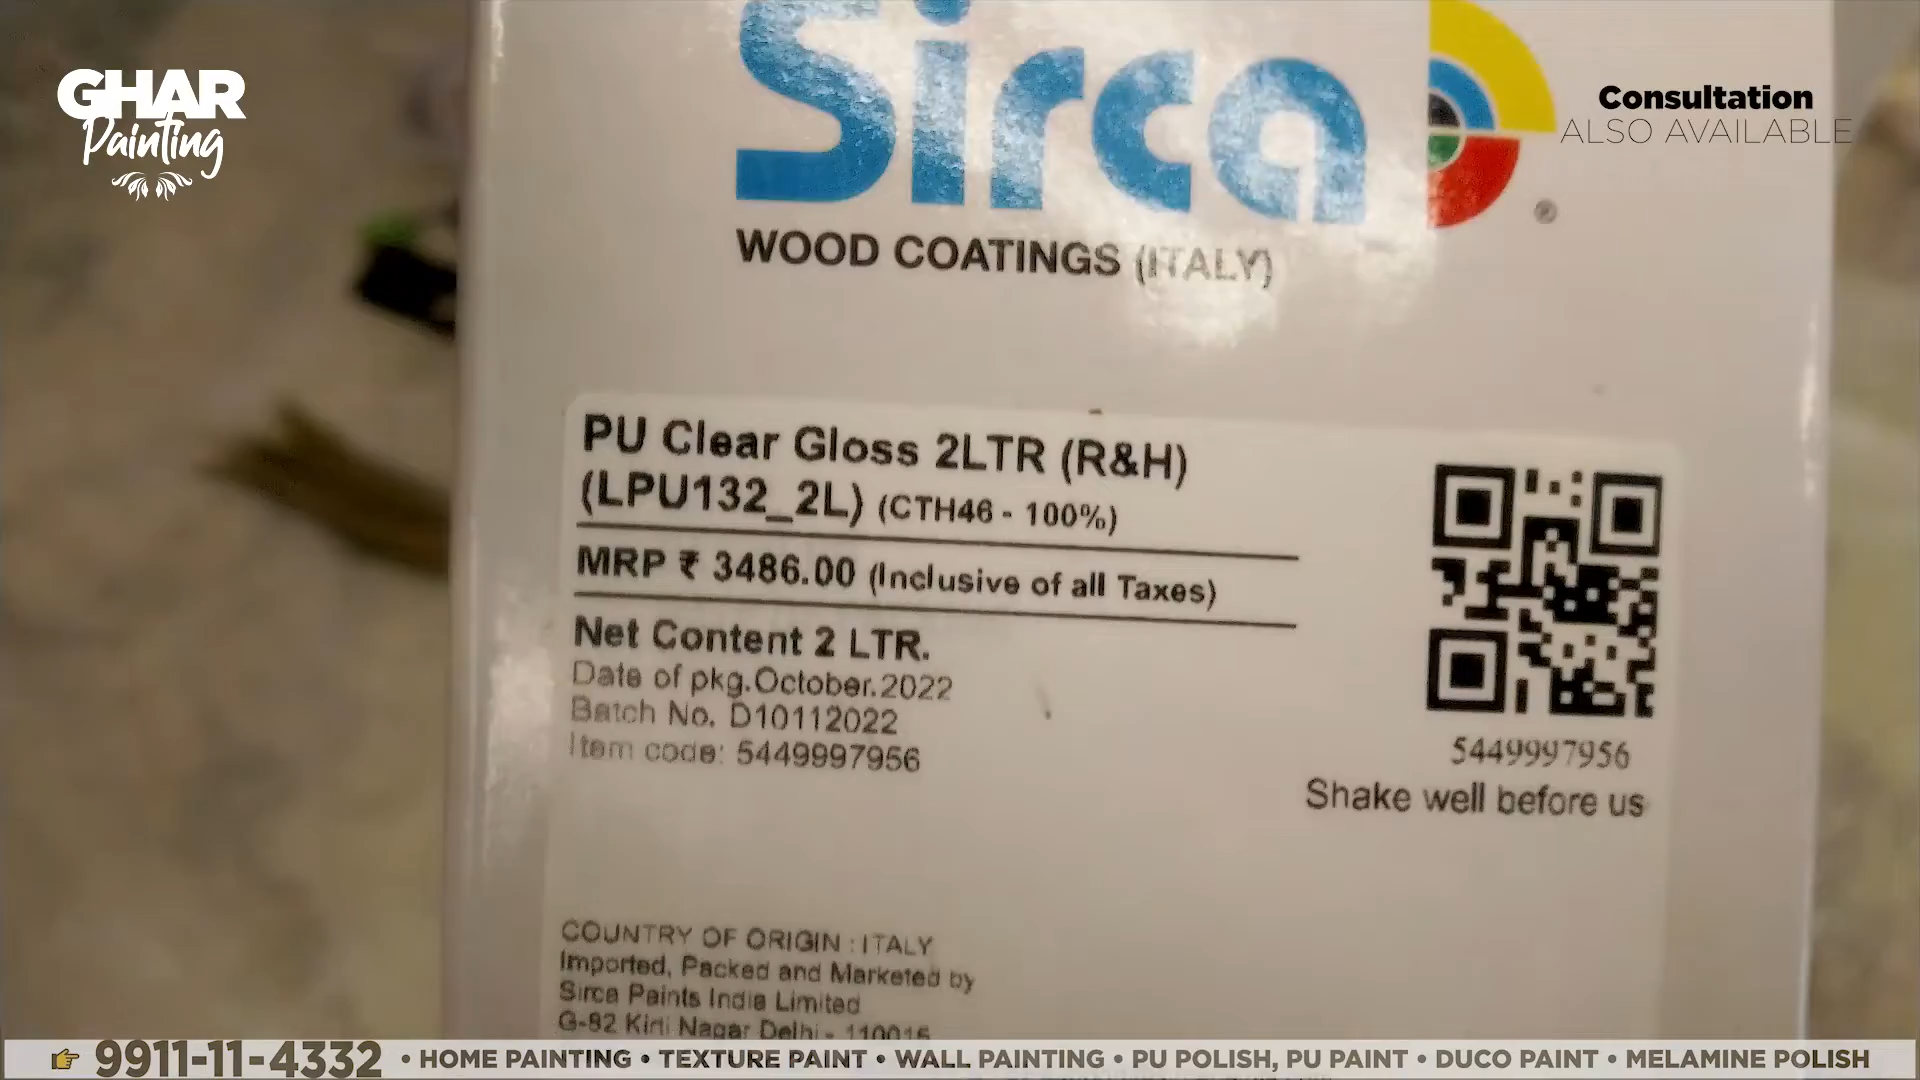 GHAR
Painting
Sirca
Consultation
ALSO AVAILABLE
WOOD COATINGS (ITALY)
PU Clear Gloss 2LTR (R&H)
(LPU132_2L) (CTH46 - 100%)
MRP ₹ 3486.00 (Inclusive of all Taxes)
Net Content 2 LTR.
Date of pkg.October.2022
Batch No. D10112022
Item code: 5449997956
5449997956
Shake well before us
COUNTRY OF ORIGIN : ITALY
Imported, Packed and Marketed by
Sirca Paints India Limited
G-82 Kirti Nagar Delhi - 110015
9911-11-4332 • HOME PAINTING • TEXTURE PAINT • WALL PAINTING • PU POLISH, PU PAINT • DUCO PAINT • MELAMINE POLISH